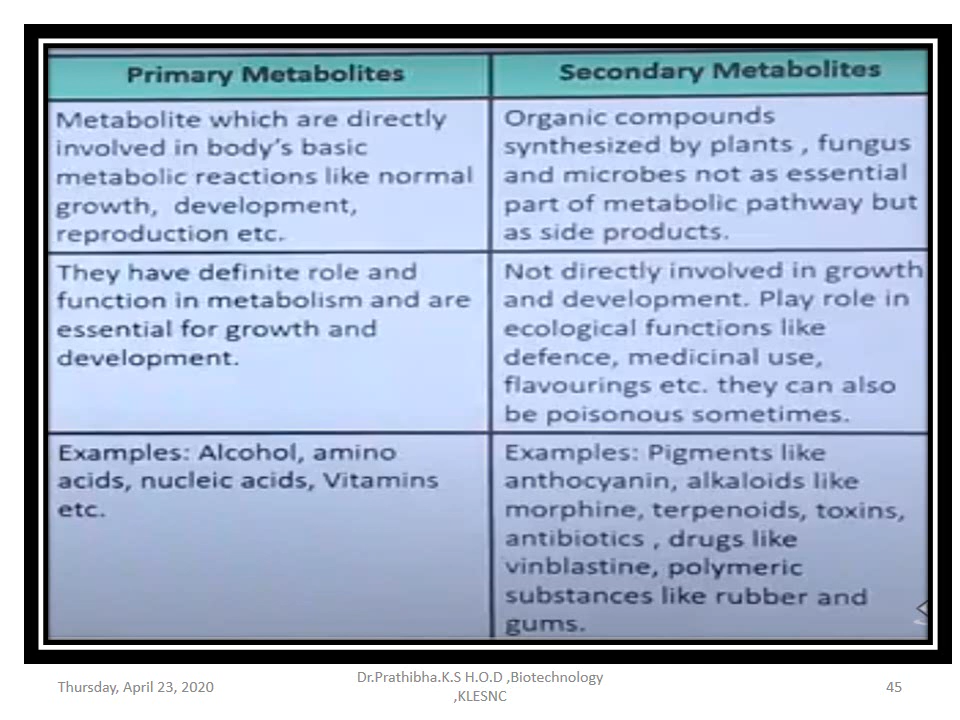 Primary Metabolites
Secondary Metabolites
Metabolite which are directly
involved in body's basic
metabolic reactions like normal
growth, development,
reproduction etc.
Organic compounds
synthesized by plants , fungus
and microbes not as essential
part of metabolic pathway but
as side products.
They have definite role and
function in metabolism and are
essential for growth and
development.
Not directly involved in growth
and development. Play role in
ecological functions like
defence, medicinal use,
flavourings etc. they can also
be poisonous sometimes.
Examples: Alcohol, amino
acids, nucleic acids, Vitamins
etc.
Examples: Pigments like
anthocyanin, alkaloids like
morphine, terpenoids, toxins,
antibiotics , drugs like
vinblastine, polymeric
substances like rubber and
gums.
Thursday, April 23, 2020
Dr.Prathibha.K.S H.O.D ,Biotechnology
,KLESNC
45